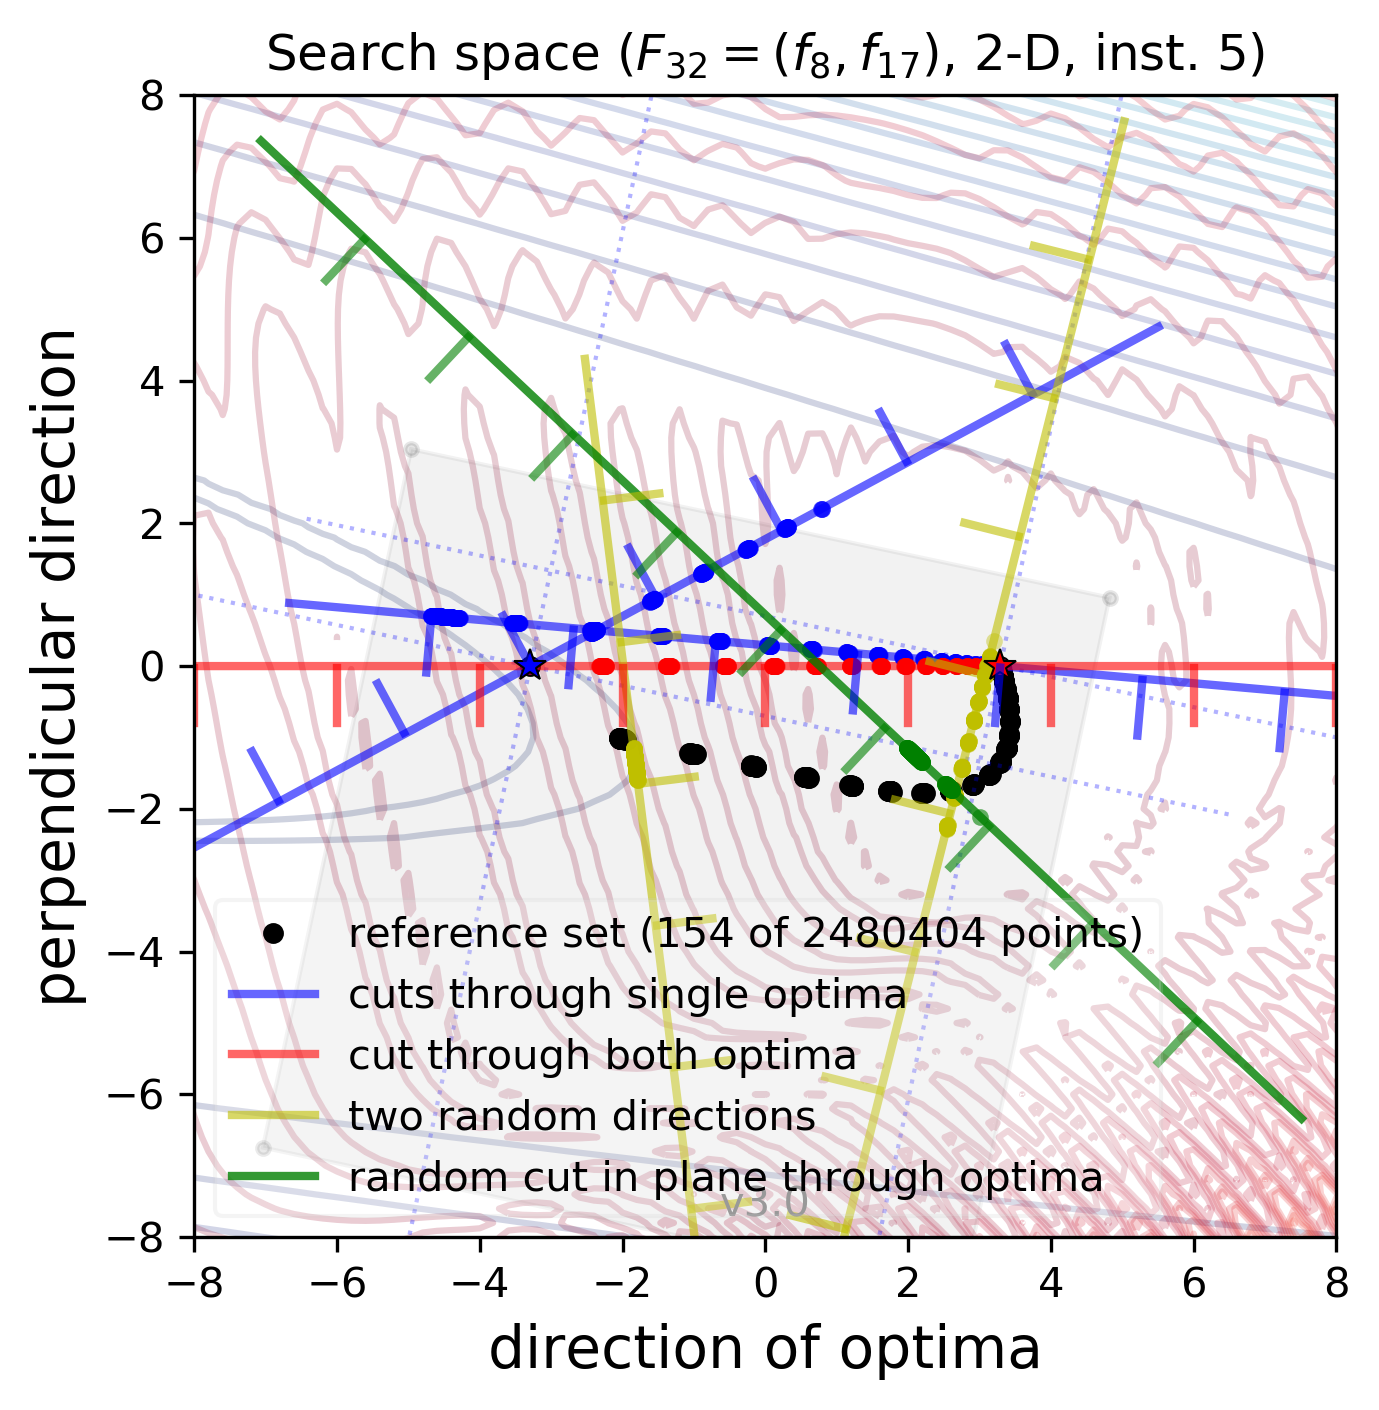 Search space (F₃₂ = (f₈, f₁₇), 2-D, inst. 5)
8
6
4
2
0
−2
−4
−6
−8
perpendicular direction
reference set (154 of 2480404 points)
cuts through single optima
cut through both optima
two random directions
random cut in plane through optima
v3.0
−8 −6 −4 −2 0 2 4 6 8
direction of optima